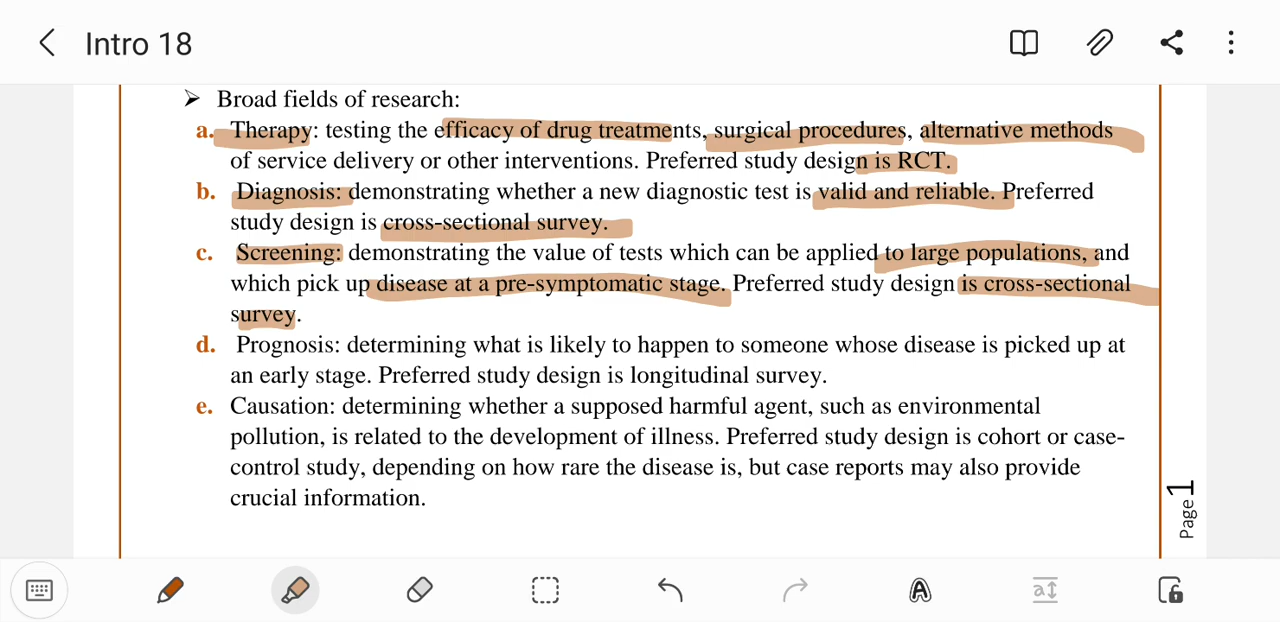 Intro 18
➤ Broad fields of research:
a. Therapy: testing the efficacy of drug treatments, surgical procedures, alternative methods
of service delivery or other interventions. Preferred study design is RCT.
b. Diagnosis: demonstrating whether a new diagnostic test is valid and reliable. Preferred
study design is cross-sectional survey.
c. Screening: demonstrating the value of tests which can be applied to large populations, and
which pick up disease at a pre-symptomatic stage. Preferred study design is cross-sectional
survey.
d. Prognosis: determining what is likely to happen to someone whose disease is picked up at
an early stage. Preferred study design is longitudinal survey.
e. Causation: determining whether a supposed harmful agent, such as environmental
pollution, is related to the development of illness. Preferred study design is cohort or case-
control study, depending on how rare the disease is, but case reports may also provide
crucial information.
Page 1
A
a